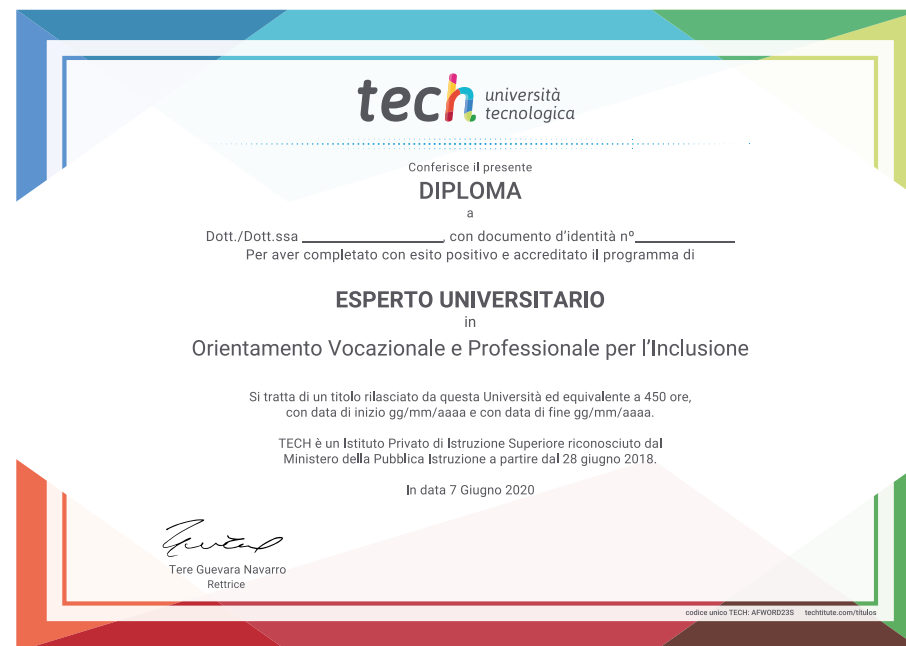 tech università
tecnologica
Conferisce il presente
DIPLOMA
a
Dott./Dott.ssa ____________________, con documento d'identità nº______________
Per aver completato con esito positivo e accreditato il programma di
ESPERTO UNIVERSITARIO
in
Orientamento Vocazionale e Professionale per l'Inclusione
Si tratta di un titolo rilasciato da questa Università ed equivalente a 450 ore,
con data di inizio gg/mm/aaaa e con data di fine gg/mm/aaaa.
TECH è un Istituto Privato di Istruzione Superiore riconosciuto dal
Ministero della Pubblica Istruzione a partire dal 28 giugno 2018.
In data 7 Giugno 2020
Tere Guevara Navarro
Rettrice
codice unico TECH: AFWORD23S techtitute.com/titulos